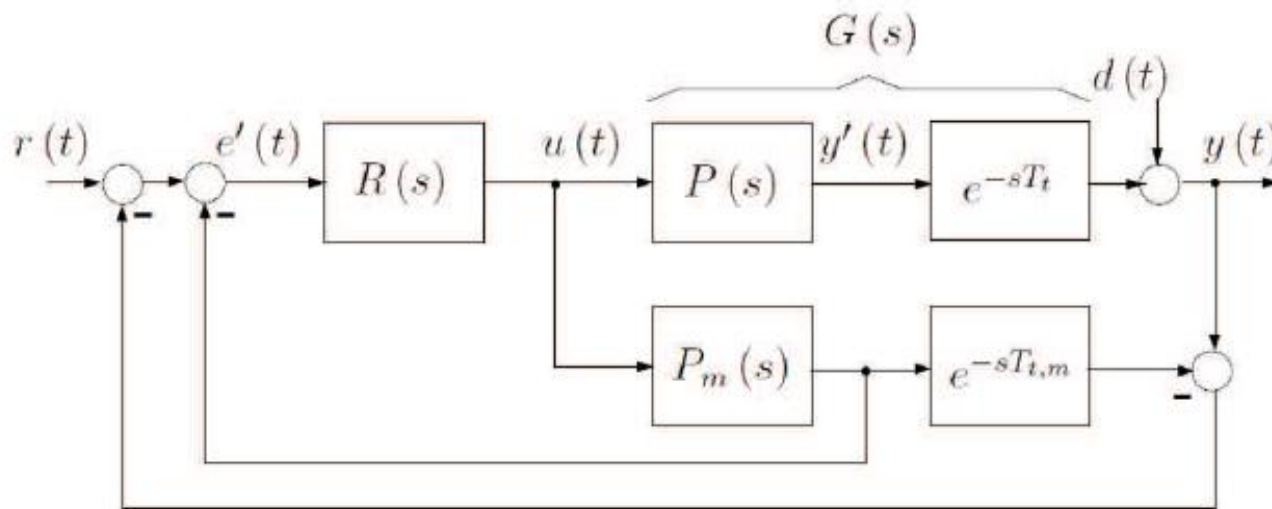 G(s)
d(t)
r(t) e'(t) R(s) u(t) P(s) y'(t) e^{-sT_t} y(t)
-
-
P_m(s) e^{-sT_{t,m}}
-